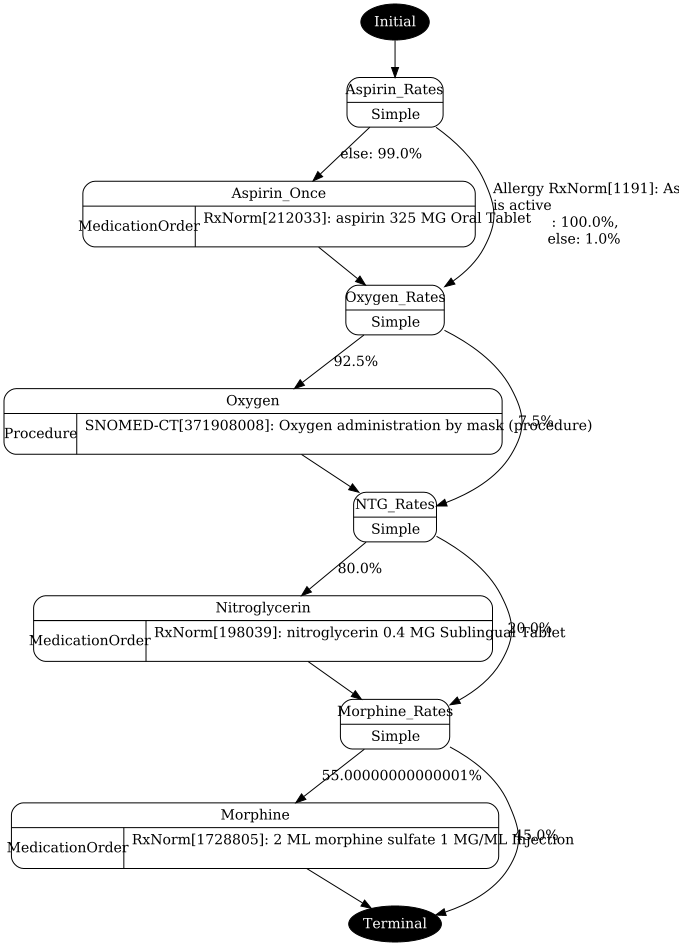 Initial
Aspirin_Rates
Simple
else: 99.0%
Allergy RxNorm[1191]: As
is active
: 100.0%,
else: 1.0%
Aspirin_Once
MedicationOrder
RxNorm[212033]: aspirin 325 MG Oral Tablet
Oxygen_Rates
Simple
92.5%
7.5%
Oxygen
Procedure
SNOMED-CT[371908008]: Oxygen administration by mask (procedure)
NTG_Rates
Simple
80.0%
20.0%
Nitroglycerin
MedicationOrder
RxNorm[198039]: nitroglycerin 0.4 MG Sublingual Tablet
Morphine_Rates
Simple
55.00000000000001%
45.0%
Morphine
MedicationOrder
RxNorm[1728805]: 2 ML morphine sulfate 1 MG/ML Injection
Terminal